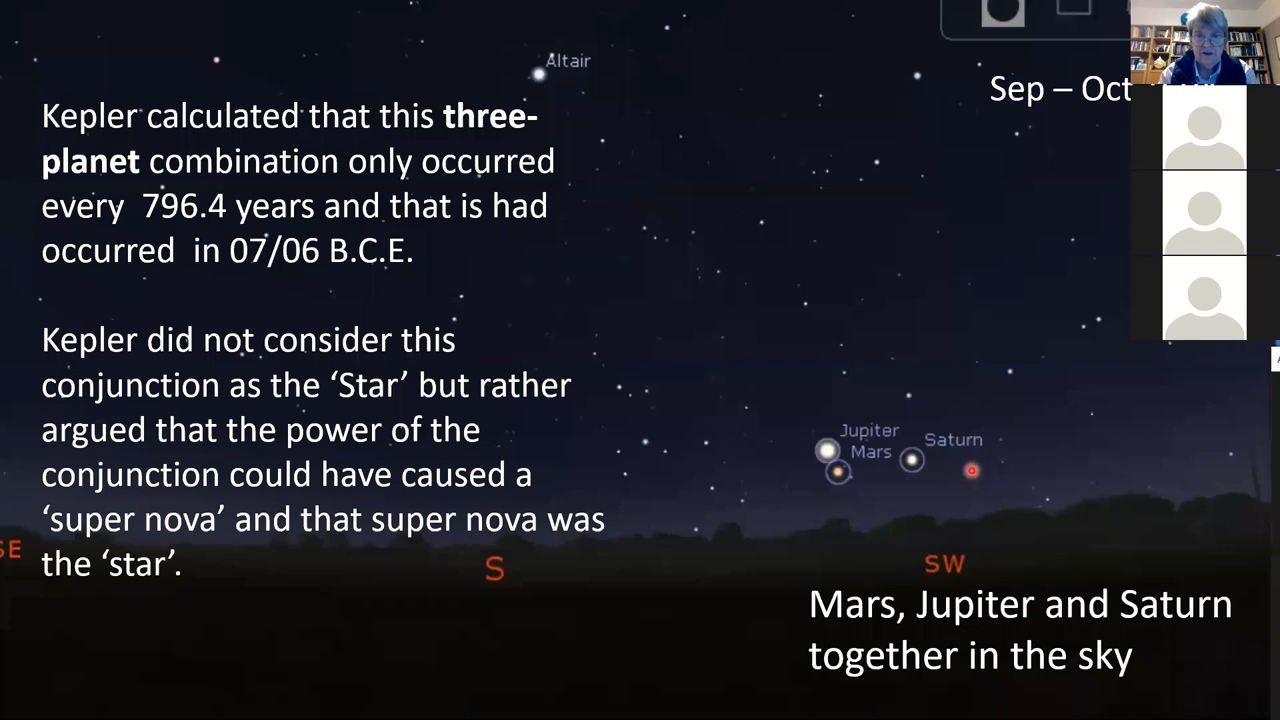 Altair
Sep – Oct
Kepler calculated that this three-
planet combination only occurred
every 796.4 years and that is had
occurred in 07/06 B.C.E.
Kepler did not consider this
conjunction as the ‘Star’ but rather
argued that the power of the
conjunction could have caused a
‘super nova’ and that super nova was
the ‘star’.
Jupiter
Saturn
Mars
SE
S
SW
Mars, Jupiter and Saturn
together in the sky